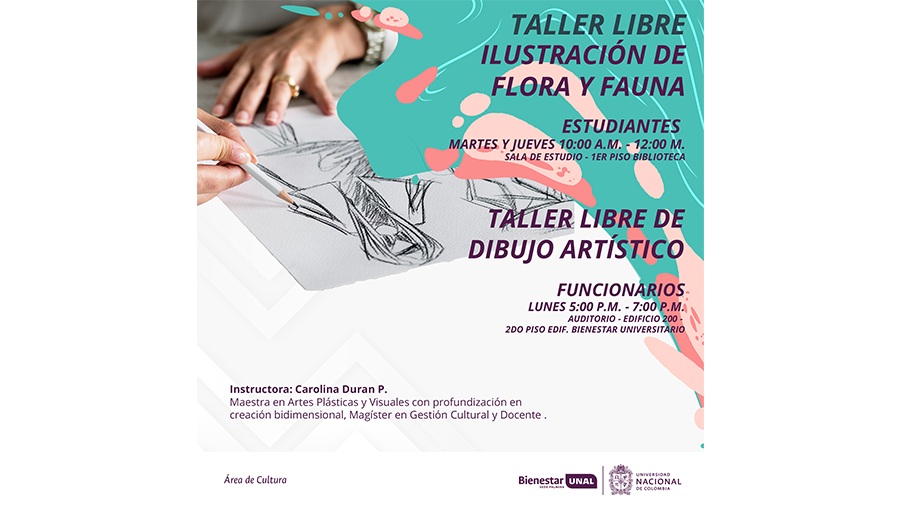 TALLER LIBRE
ILUSTRACIÓN DE
FLORA Y FAUNA
ESTUDIANTES
MARTES Y JUEVES 10:00 A.M. - 12:00 M.
SALA DE ESTUDIO - 1ER PISO BIBLIOTECA
TALLER LIBRE DE
DIBUJO ARTÍSTICO
FUNCIONARIOS
LUNES 5:00 P.M. - 7:00 P.M.
AUDITORIO - EDIFICIO 200 -
2DO PISO EDIF. BIENESTAR UNIVERSITARIO
Instructora: Carolina Duran P.
Maestra en Artes Plásticas y Visuales con profundización en
creación bidimensional, Magíster en Gestión Cultural y Docente .
Área de Cultura
Bienestar UNAL
SEDE PALMIRA
UNIVERSIDAD
NACIONAL
DE COLOMBIA